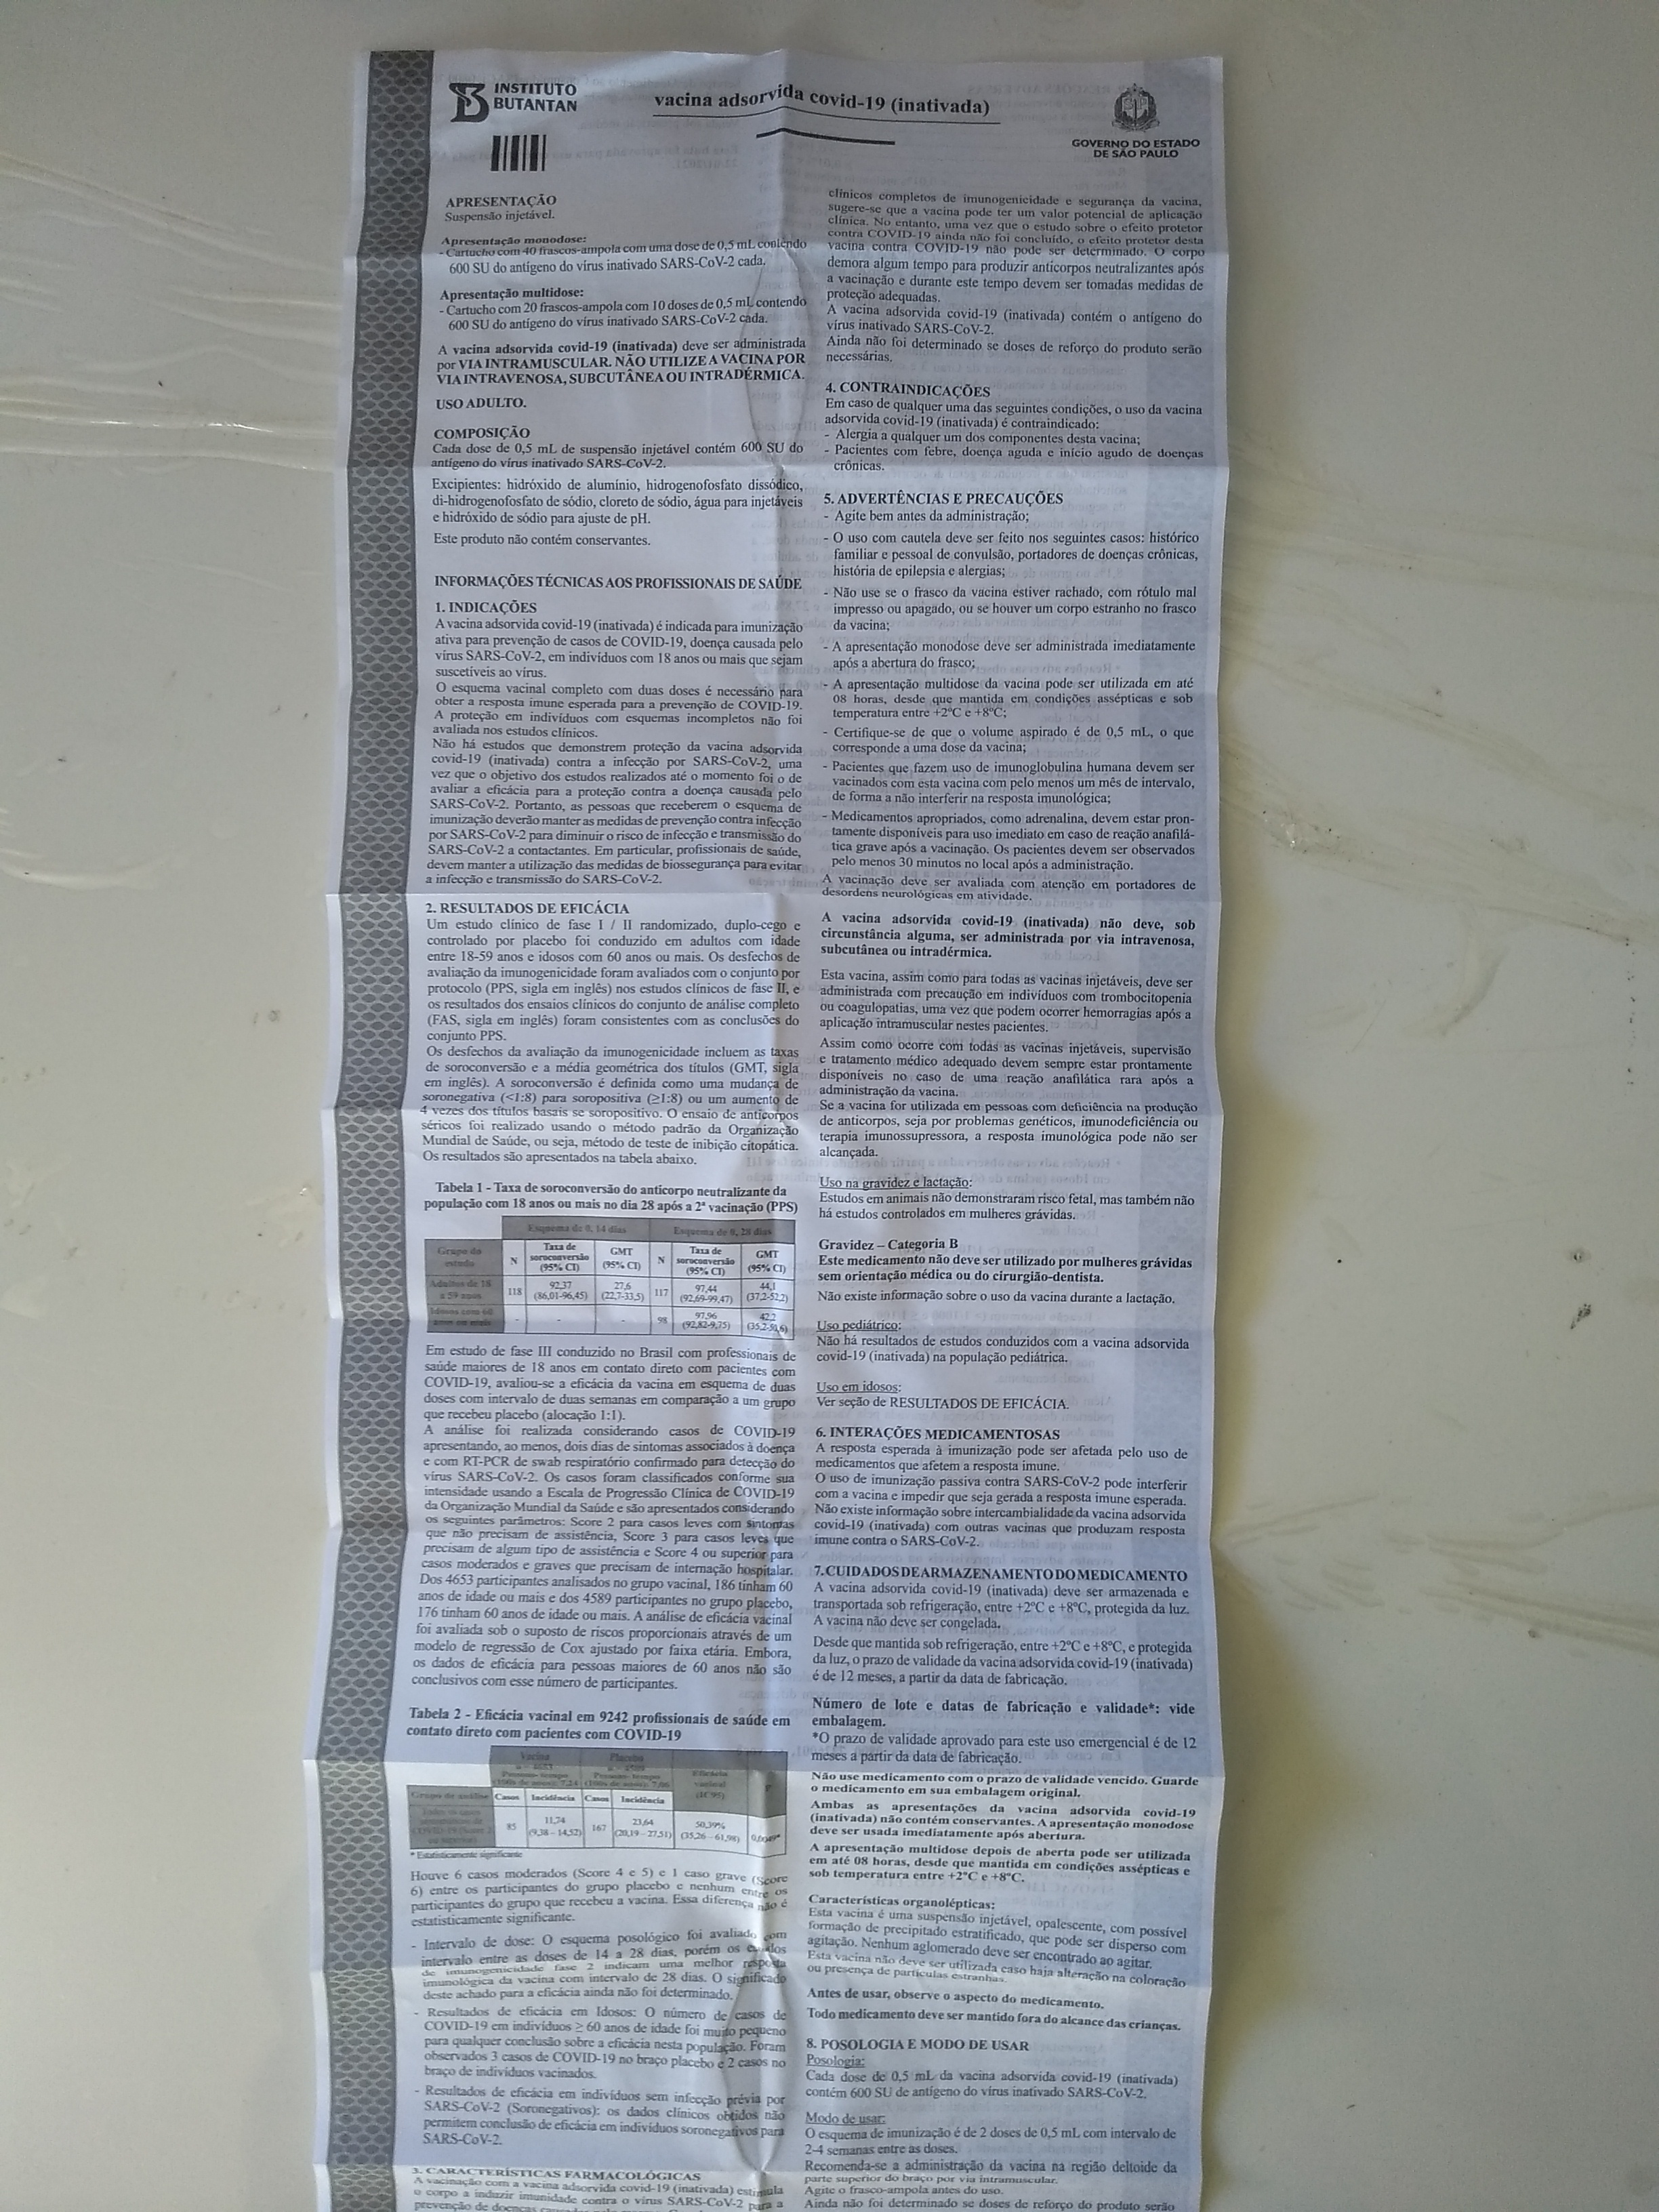 INSTITUTO
BUTANTAN
vacina adsorvida covid-19 (inativada)
GOVERNO DO ESTADO
DE SÃO PAULO
APRESENTAÇÃO
Suspensão injetável.
Apresentação monodose:
- Cartucho com 40 frascos-ampola com uma dose de 0,5 mL contendo
600 SU do antígeno do vírus inativado SARS-CoV-2 cada.
Apresentação multidose:
- Cartucho com 20 frascos-ampola com 10 doses de 0,5 mL contendo
600 SU do antígeno do vírus inativado SARS-CoV-2 cada.
A vacina adsorvida covid-19 (inativada) deve ser administrada
por VIA INTRAMUSCULAR. NÃO UTILIZE A VACINA POR
VIA INTRAVENOSA, SUBCUTÂNEA OU INTRADÉRMICA.
USO ADULTO.
COMPOSIÇÃO
Cada dose de 0,5 mL de suspensão injetável contém 600 SU do
antígeno do vírus inativado SARS-CoV-2.
Excipientes: hidróxido de alumínio, hidrogenofosfato dissódico,
di-hidrogenofosfato de sódio, cloreto de sódio, água para injetáveis
e hidróxido de sódio para ajuste de pH.
Este produto não contém conservantes.
INFORMAÇÕES TÉCNICAS AOS PROFISSIONAIS DE SAÚDE
1. INDICAÇÕES
A vacina adsorvida covid-19 (inativada) é indicada para imunização
ativa para prevenção de casos de COVID-19, doença causada pelo
vírus SARS-CoV-2, em indivíduos com 18 anos ou mais que sejam
suscetíveis ao vírus.
O esquema vacinal completo com duas doses é necessário para
obter a resposta imune esperada para a prevenção de COVID-19.
A proteção em indivíduos com esquemas incompletos não foi
avaliada nos estudos clínicos.
Não há estudos que demonstrem proteção da vacina adsorvida
covid-19 (inativada) contra a infecção por SARS-CoV-2, uma
vez que o objetivo dos estudos realizados até o momento foi o de
avaliar a eficácia para a proteção contra a doença causada pelo
SARS-CoV-2. Portanto, as pessoas que receberem o esquema de
imunização deverão manter as medidas de prevenção contra infecção
por SARS-CoV-2 para diminuir o risco de infecção e transmissão do
SARS-CoV-2 a contactantes. Em particular, profissionais de saúde,
devem manter a utilização das medidas de biossegurança para evitar
a infecção e transmissão do SARS-CoV-2.
2. RESULTADOS DE EFICÁCIA
Um estudo clínico de fase I / II randomizado, duplo-cego e
controlado por placebo foi conduzido em adultos com idade
entre 18-59 anos e idosos com 60 anos ou mais. Os desfechos de
avaliação da imunogenicidade foram avaliados com o conjunto por
protocolo (PPS, sigla em inglês) nos estudos clínicos de fase II, e
os resultados dos ensaios clínicos do conjunto de análise completo
(FAS, sigla em inglês) foram consistentes com as conclusões do
conjunto PPS.
Os desfechos da avaliação da imunogenicidade incluem as taxas
de soroconversão e a média geométrica dos títulos (GMT, sigla
em inglês). A soroconversão é definida como uma mudança de
soronegativa (<1:8) para soropositiva (≥1:8) ou um aumento de
4 vezes dos títulos basais se soropositivo. O ensaio de anticorpos
séricos foi realizado usando o método padrão da Organização
Mundial de Saúde, ou seja, método de teste de inibição citopática.
Os resultados são apresentados na tabela abaixo.
Tabela 1 - Taxa de soroconversão do anticorpo neutralizante da
população com 18 anos ou mais no dia 28 após a 2ª vacinação (PPS)
Esquema de 0, 14 dias Esquema de 0, 28 dias
Grupo do estudo N Taxa de soroconversão (95% CI) GMT (95% CI) N Taxa de soroconversão (95% CI) GMT (95% CI)
Adultos de 18 a 59 anos 118 92,37 (86,01-96,45) 27,6 (22,7-33,5) 117 97,44 (92,69-99,47) 44,1 (37,2-52,2)
Idosos com 60 anos ou mais - - - 98 97,96 (92,82-9,75) 42,2 (35,2-50,6)
Em estudo de fase III conduzido no Brasil com professionais de
saúde maiores de 18 anos em contato direto com pacientes com
COVID-19, avaliou-se a eficácia da vacina em esquema de duas
doses com intervalo de duas semanas em comparação a um grupo
que recebeu placebo (alocação 1:1).
A análise foi realizada considerando casos de COVID-19
apresentando, ao menos, dois dias de sintomas associados à doença
e com RT-PCR de swab respiratório confirmado para detecção do
vírus SARS-CoV-2. Os casos foram classificados conforme sua
intensidade usando a Escala de Progressão Clínica de COVID-19
da Organização Mundial da Saúde e são apresentados considerando
os seguintes parâmetros: Score 2 para casos leves com sintomas
que não precisam de assistência, Score 3 para casos leves que
precisam de algum tipo de assistência e Score 4 ou superior para
casos moderados e graves que precisam de internação hospitalar.
Dos 4653 participantes analisados no grupo vacinal, 186 tinham 60
anos de idade ou mais e dos 4589 participantes no grupo placebo,
176 tinham 60 anos de idade ou mais. A análise de eficácia vacinal
foi avaliada sob o suposto de riscos proporcionais através de um
modelo de regressão de Cox ajustado por faixa etária. Embora,
os dados de eficácia para pessoas maiores de 60 anos não são
conclusivos com esse número de participantes.
Tabela 2 - Eficácia vacinal em 9242 profissionais de saúde em
contato direto com pacientes com COVID-19
Vacina Placebo Eficácia vacinal
Grupo de análise Casos Incidência Casos Incidência
85 11,74 (9,38 – 14,52) 167 23,64 (20,19 – 27,51) 50,39% (35,26 – 61,98)
* Estatisticamente significante
Houve 6 casos moderados (Score 4 e 5) e 1 caso grave (Score
6) entre os participantes do grupo placebo e nenhum entre os
participantes do grupo que recebeu a vacina. Essa diferença não é
estatisticamente significante.
- Intervalo de dose: O esquema posológico foi avaliado com
intervalo entre as doses de 14 a 28 dias, porém os estudos
de imunogenicidade fase 2 indicam uma melhor resposta
imunológica da vacina com intervalo de 28 dias. O significado
deste achado para a eficácia ainda não foi determinado.
- Resultados de eficácia em Idosos: O número de casos de
COVID-19 em indivíduos ≥ 60 anos de idade foi muito pequeno
para qualquer conclusão sobre a eficácia nesta população. Foram
observados 3 casos de COVID-19 no braço placebo e 2 casos no
braço de indivíduos vacinados.
- Resultados de eficácia em indivíduos sem infecção prévia por
SARS-CoV-2 (Soronegativos): os dados clínicos obtidos não
permitem conclusão de eficácia em indivíduos soronegativos para
SARS-CoV-2.
3. CARACTERÍSTICAS FARMACOLÓGICAS
A vacinação com a vacina adsorvida covid-19 (inativada) estimula
o corpo a induzir imunidade contra o vírus SARS-CoV-2 para a
prevenção de doenças
clínicos completos de imunogenicidade e segurança da vacina,
sugere-se que a vacina pode ter um valor potencial de aplicação
clínica. No entanto, uma vez que o estudo sobre o efeito protetor
contra COVID-19 ainda não foi concluído, o efeito protetor desta
vacina contra COVID-19 não pode ser determinado. O corpo
demora algum tempo para produzir anticorpos neutralizantes após
a vacinação e durante este tempo devem ser tomadas medidas de
proteção adequadas.
A vacina adsorvida covid-19 (inativada) contém o antígeno do
vírus inativado SARS-CoV-2.
Ainda não foi determinado se doses de reforço do produto serão
necessárias.
4. CONTRAINDICAÇÕES
Em caso de qualquer uma das seguintes condições, o uso da vacina
adsorvida covid-19 (inativada) é contraindicado:
- Alergia a qualquer um dos componentes desta vacina;
- Pacientes com febre, doença aguda e início agudo de doenças
crônicas.
5. ADVERTÊNCIAS E PRECAUÇÕES
- Agite bem antes da administração;
- O uso com cautela deve ser feito nos seguintes casos: histórico
familiar e pessoal de convulsão, portadores de doenças crônicas,
história de epilepsia e alergias;
- Não use se o frasco da vacina estiver rachado, com rótulo mal
impresso ou apagado, ou se houver um corpo estranho no frasco
da vacina;
- A apresentação monodose deve ser administrada imediatamente
após a abertura do frasco;
- A apresentação multidose da vacina pode ser utilizada em até
08 horas, desde que mantida em condições assépticas e sob
temperatura entre +2ºC e +8ºC;
- Certifique-se de que o volume aspirado é de 0,5 mL, o que
corresponde a uma dose da vacina;
- Pacientes que fazem uso de imunoglobulina humana devem ser
vacinados com esta vacina com pelo menos um mês de intervalo,
de forma a não interferir na resposta imunológica;
- Medicamentos apropriados, como adrenalina, devem estar pron-
tamente disponíveis para uso imediato em caso de reação anafilá-
tica grave após a vacinação. Os pacientes devem ser observados
pelo menos 30 minutos no local após a administração.
A vacinação deve ser avaliada com atenção em portadores de
desordens neurológicas em atividade.
A vacina adsorvida covid-19 (inativada) não deve, sob
circunstância alguma, ser administrada por via intravenosa,
subcutânea ou intradérmica.
Esta vacina, assim como para todas as vacinas injetáveis, deve ser
administrada com precaução em indivíduos com trombocitopenia
ou coagulopatias, uma vez que podem ocorrer hemorragias após a
aplicação intramuscular nestes pacientes.
Assim como ocorre com todas as vacinas injetáveis, supervisão
e tratamento médico adequado devem sempre estar prontamente
disponíveis no caso de uma reação anafilática rara após a
administração da vacina.
Se a vacina for utilizada em pessoas com deficiência na produção
de anticorpos, seja por problemas genéticos, imunodeficiência ou
terapia imunossupressora, a resposta imunológica pode não ser
alcançada.
Uso na gravidez e lactação:
Estudos em animais não demonstraram risco fetal, mas também não
há estudos controlados em mulheres grávidas.
Gravidez – Categoria B
Este medicamento não deve ser utilizado por mulheres grávidas
sem orientação médica ou do cirurgião-dentista.
Não existe informação sobre o uso da vacina durante a lactação.
Uso pediátrico:
Não há resultados de estudos conduzidos com a vacina adsorvida
covid-19 (inativada) na população pediátrica.
Uso em idosos:
Ver seção de RESULTADOS DE EFICÁCIA.
6. INTERAÇÕES MEDICAMENTOSAS
A resposta esperada à imunização pode ser afetada pelo uso de
medicamentos que afetem a resposta imune.
O uso de imunização passiva contra SARS-CoV-2 pode interferir
com a vacina e impedir que seja gerada a resposta imune esperada.
Não existe informação sobre intercambialidade da vacina adsorvida
covid-19 (inativada) com outras vacinas que produzam resposta
imune contra o SARS-CoV-2.
7. CUIDADOS DE ARMAZENAMENTO DO MEDICAMENTO
A vacina adsorvida covid-19 (inativada) deve ser armazenada e
transportada sob refrigeração, entre +2ºC e +8ºC, protegida da luz.
A vacina não deve ser congelada.
Desde que mantida sob refrigeração, entre +2ºC e +8ºC, e protegida
da luz, o prazo de validade da vacina adsorvida covid-19 (inativada)
é de 12 meses, a partir da data de fabricação.
Número de lote e datas de fabricação e validade*: vide
embalagem.
*O prazo de validade aprovado para este uso emergencial é de 12
meses a partir da data de fabricação.
Não use medicamento com o prazo de validade vencido. Guarde
o medicamento em sua embalagem original.
Ambas as apresentações da vacina adsorvida covid-19
(inativada) não contém conservantes. A apresentação monodose
deve ser usada imediatamente após abertura.
A apresentação multidose depois de aberta pode ser utilizada
em até 08 horas, desde que mantida em condições assépticas e
sob temperatura entre +2ºC e +8ºC.
Características organolépticas:
Esta vacina é uma suspensão injetável, opalescente, com possível
formação de precipitado estratificado, que pode ser disperso com
agitação. Nenhum aglomerado deve ser encontrado ao agitar.
Esta vacina não deve ser utilizada caso haja alteração na coloração
ou presença de partículas estranhas.
Antes de usar, observe o aspecto do medicamento.
Todo medicamento deve ser mantido fora do alcance das crianças.
8. POSOLOGIA E MODO DE USAR
Posologia:
Cada dose de 0,5 mL da vacina adsorvida covid-19 (inativada)
contém 600 SU de antígeno do vírus inativado SARS-CoV-2.
Modo de usar:
O esquema de imunização é de 2 doses de 0,5 mL com intervalo de
2-4 semanas entre as doses.
Recomenda-se a administração da vacina na região deltoide da
parte superior do braço por via intramuscular.
Agite o frasco-ampola antes do uso.
Ainda não foi determinado se doses de reforço do produto serão